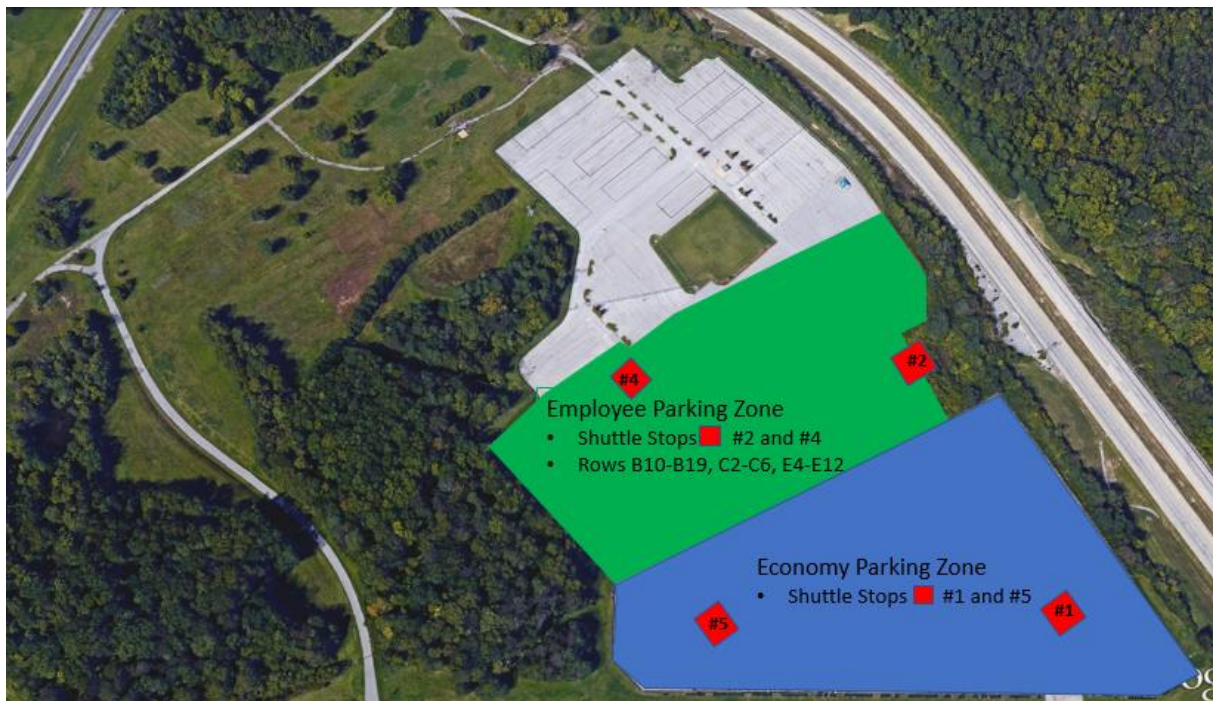 #4
#2
Employee Parking Zone
• Shuttle Stops #2 and #4
• Rows B10-B19, C2-C6, E4-E12
Economy Parking Zone
• Shuttle Stops #1 and #5
#5
#1